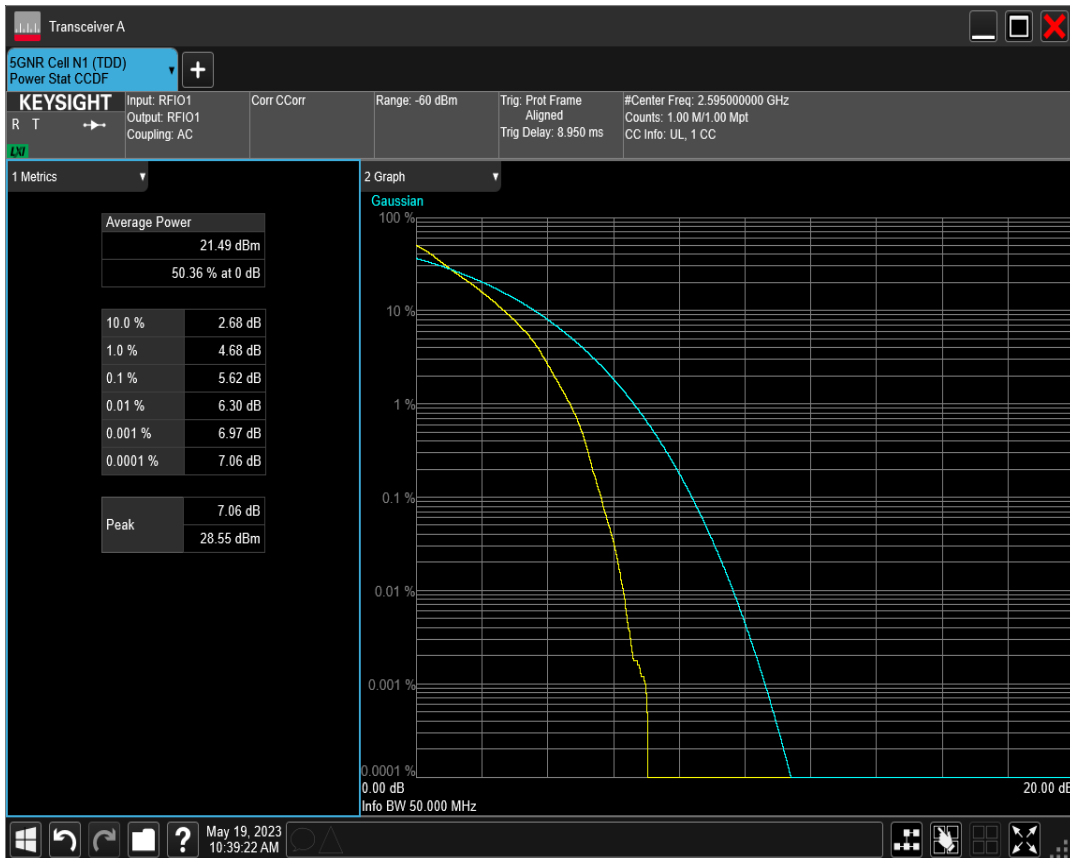 Transceiver A
5GNR Cell N1 (TDD)
Power Stat CCDF
KEYSIGHT
R T
LXI
Input: RFIO1
Output: RFIO1
Coupling: AC
Corr CCorr
Range: -60 dBm
Trig: Prot Frame
Aligned
Trig Delay: 8.950 ms
#Center Freq: 2.595000000 GHz
Counts: 1.00 M/1.00 Mpt
CC Info: UL, 1 CC
1 Metrics
Average Power
21.49 dBm
50.36 % at 0 dB
10.0 % 2.68 dB
1.0 % 4.68 dB
0.1 % 5.62 dB
0.01 % 6.30 dB
0.001 % 6.97 dB
0.0001 % 7.06 dB
Peak
7.06 dB
28.55 dBm
2 Graph
Gaussian
100 %
10 %
1 %
0.1 %
0.01 %
0.001 %
0.0001 %
0.00 dB
20.00 dB
Info BW 50.000 MHz
?
May 19, 2023
10:39:22 AM